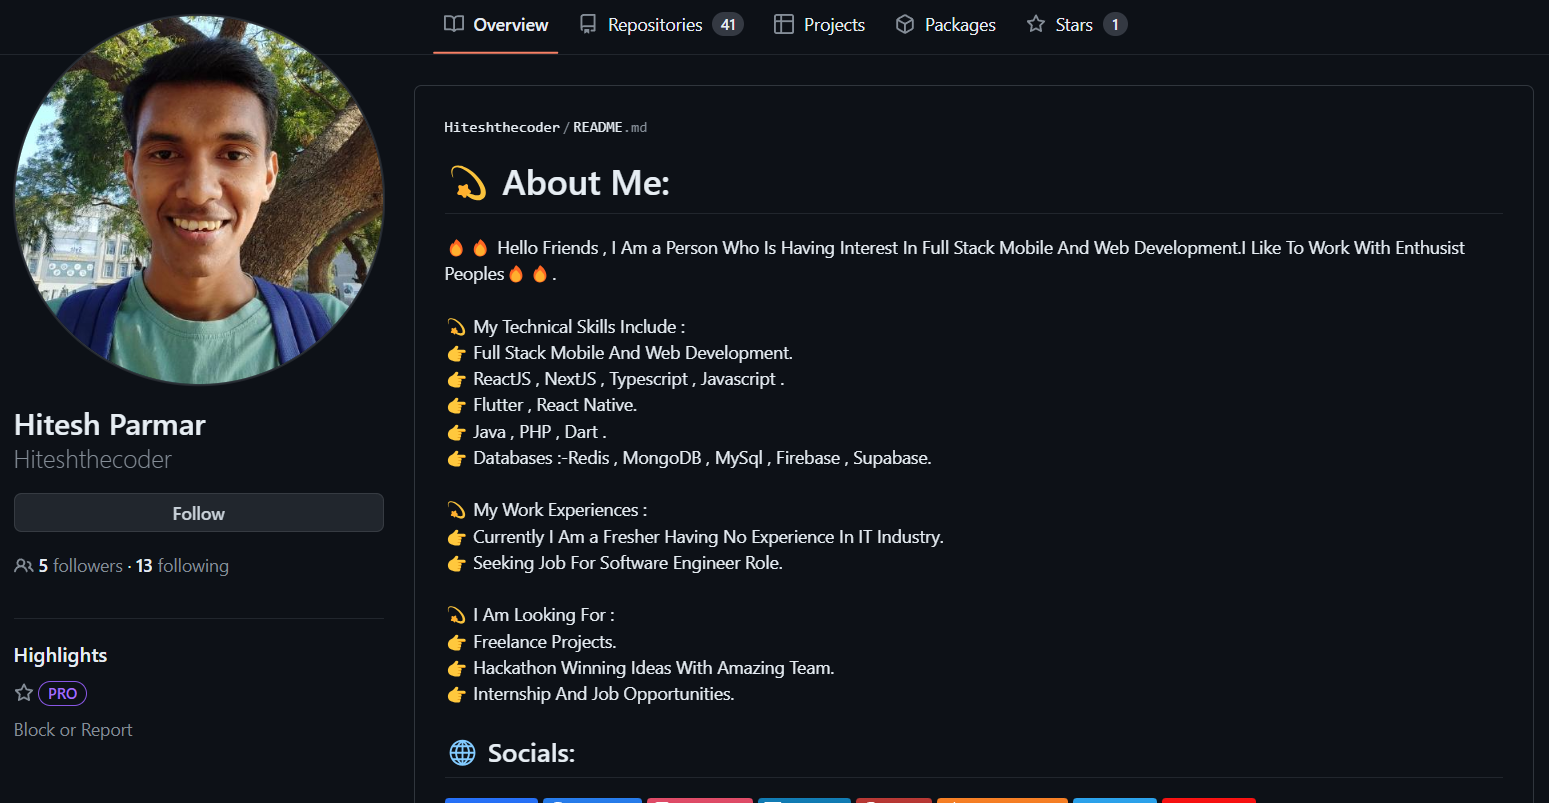 Overview Repositories 41 Projects Packages Stars 1
Hitesh Parmar
Hiteshthecoder
Follow
5 followers · 13 following
Highlights
PRO
Block or Report
Hiteshthecoder / README.md
About Me:
Hello Friends , I Am a Person Who Is Having Interest In Full Stack Mobile And Web Development.I Like To Work With Enthusist
Peoples🔥 🔥 .
💫 My Technical Skills Include :
👉 Full Stack Mobile And Web Development.
👉 ReactJS , NextJS , Typescript , Javascript .
👉 Flutter , React Native.
👉 Java , PHP , Dart .
👉 Databases :-Redis , MongoDB , MySql , Firebase , Supabase.
💫 My Work Experiences :
👉 Currently I Am a Fresher Having No Experience In IT Industry.
👉 Seeking Job For Software Engineer Role.
💫 I Am Looking For :
👉 Freelance Projects.
👉 Hackathon Winning Ideas With Amazing Team.
👉 Internship And Job Opportunities.
🌐 Socials: